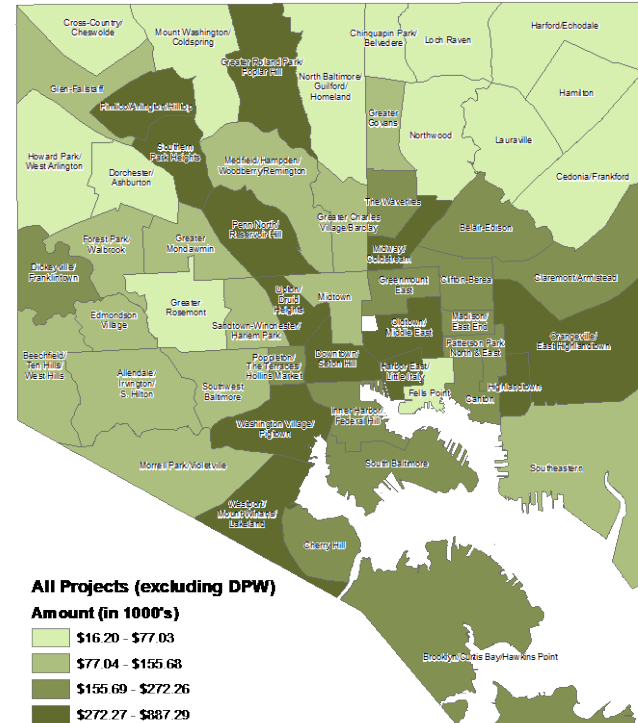 Cross-Country/
Cheswolde
Mount Washington/
Coldspring
Greater Roland Park/
Poplar Hill
Chinquapin Park/
Belvedere
Loch Raven
Harford/Echodale
Glen-Fallstaff
Pimlico/Arlington/Hilltop
North Baltimore/
Guilford/
Homeland
Greater
Govans
Hamilton
Northwood
Lauraville
Southern
Park Heights
Howard Park/
West Arlington
Dorchester/
Ashburton
Medfield/Hampden/
Woodberry/Remington
Cedonia/Frankford
The Waverlies
Greater Charles
Village/Barclay
Penn North/
Reservoir Hill
Belair-Edison
Forest Park/
Walbrook
Greater
Mondawmin
Midway/
Coldstream
Dickeyville/
Franklintown
Greenmount
East
Clifton-Berea
Claremont/Armistead
Upton/
Druid
Heights
Midtown
Greater
Rosemont
Edmondson
Village
Sandtown-Winchester/
Harlem Park
Oldtown/
Middle East
Madison/
East End
Orangeville/
East Highlandtown
Patterson Park
North & East
Beechfield/
Ten Hills/
West Hills
Poppleton/
The Terraces/
Hollins Market
Downtown/
Seton Hill
Harbor East/
Little Italy
Allendale/
Irvington/
S. Hilton
Southwest
Baltimore
Highlandtown
Fells Point
Canton
Inner Harbor/
Federal Hill
Washington Village/
Pigtown
South Baltimore
Southeastern
Morrell Park/Violetville
Westport/
Mount Winans/
Lakeland
Cherry Hill
Brooklyn/Curtis Bay/Hawkins Point
All Projects (excluding DPW)
Amount (in 1000's)
$16.20 - $77.03
$77.04 - $155.68
$155.69 - $272.26
$272.27 - $887.29